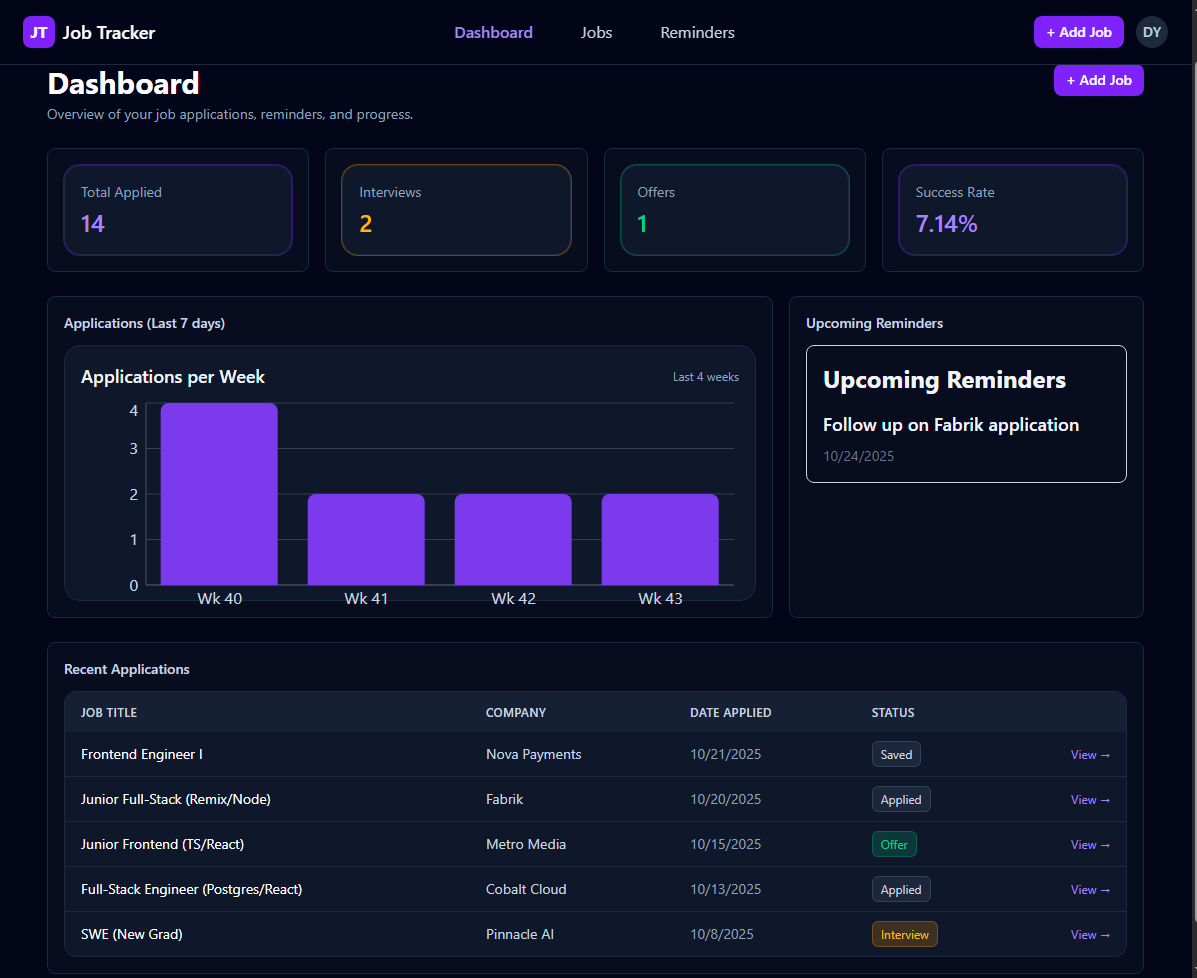 JT Job Tracker Dashboard Jobs Reminders + Add Job DY
Dashboard + Add Job
Overview of your job applications, reminders, and progress.
Total Applied Interviews Offers Success Rate
14 2 1 7.14%
Applications (Last 7 days)
Applications per Week Last 4 weeks
4
3
2
1
0
Wk 40 Wk 41 Wk 42 Wk 43
Upcoming Reminders
Upcoming Reminders
Follow up on Fabrik application
10/24/2025
Recent Applications
JOB TITLE COMPANY DATE APPLIED STATUS
Frontend Engineer I Nova Payments 10/21/2025 Saved View →
Junior Full-Stack (Remix/Node) Fabrik 10/20/2025 Applied View →
Junior Frontend (TS/React) Metro Media 10/15/2025 Offer View →
Full-Stack Engineer (Postgres/React) Cobalt Cloud 10/13/2025 Applied View →
SWE (New Grad) Pinnacle AI 10/8/2025 Interview View →